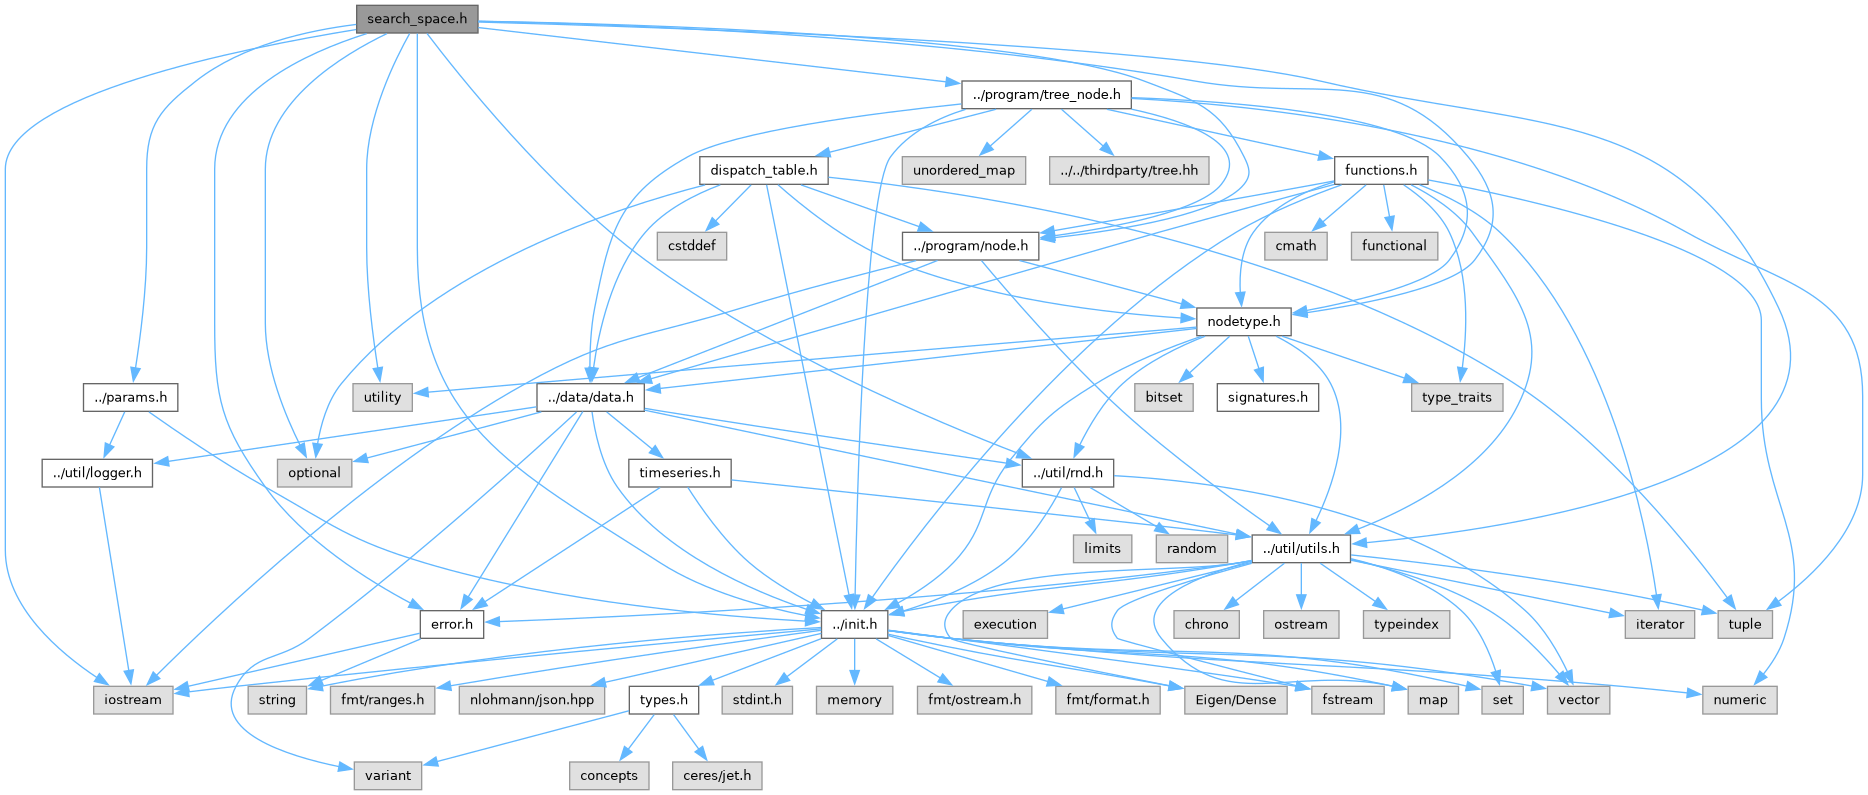 search_space.h
../program/tree_node.h
dispatch_table.h
unordered_map
../../thirdparty/tree.hh
functions.h
cstddef
../program/node.h
cmath
functional
nodetype.h
../params.h
utility
../data/data.h
bitset
signatures.h
type_traits
../util/logger.h
optional
timeseries.h
../util/rnd.h
limits
random
../util/utils.h
error.h
../init.h
execution
chrono
ostream
typeindex
iterator
tuple
iostream
string
fmt/ranges.h
nlohmann/json.hpp
types.h
stdint.h
memory
fmt/ostream.h
fmt/format.h
Eigen/Dense
fstream
map
set
vector
numeric
variant
concepts
ceres/jet.h